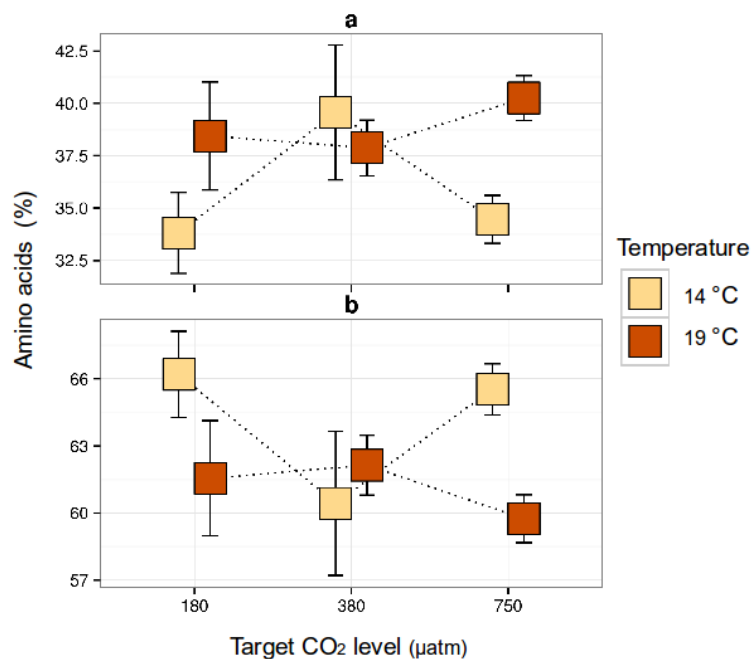 a
42.5
40.0
37.5
35.0
32.5
Amino acids (%)
b
66
63
60
57
180
380
750
Target CO₂ level (µatm)
Temperature
14 °C
19 °C